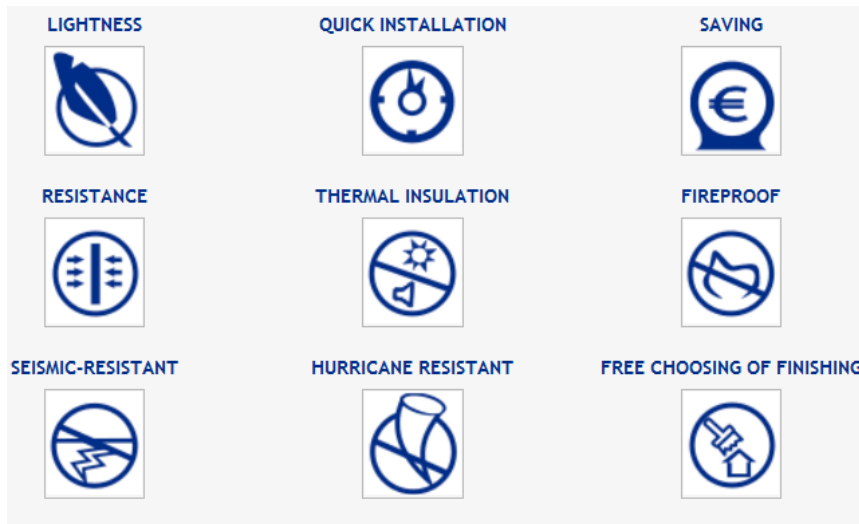 LIGHTNESS
QUICK INSTALLATION
SAVING
€
RESISTANCE
THERMAL INSULATION
FIREPROOF
SEISMIC-RESISTANT
HURRICANE RESISTANT
FREE CHOOSING OF FINISHING